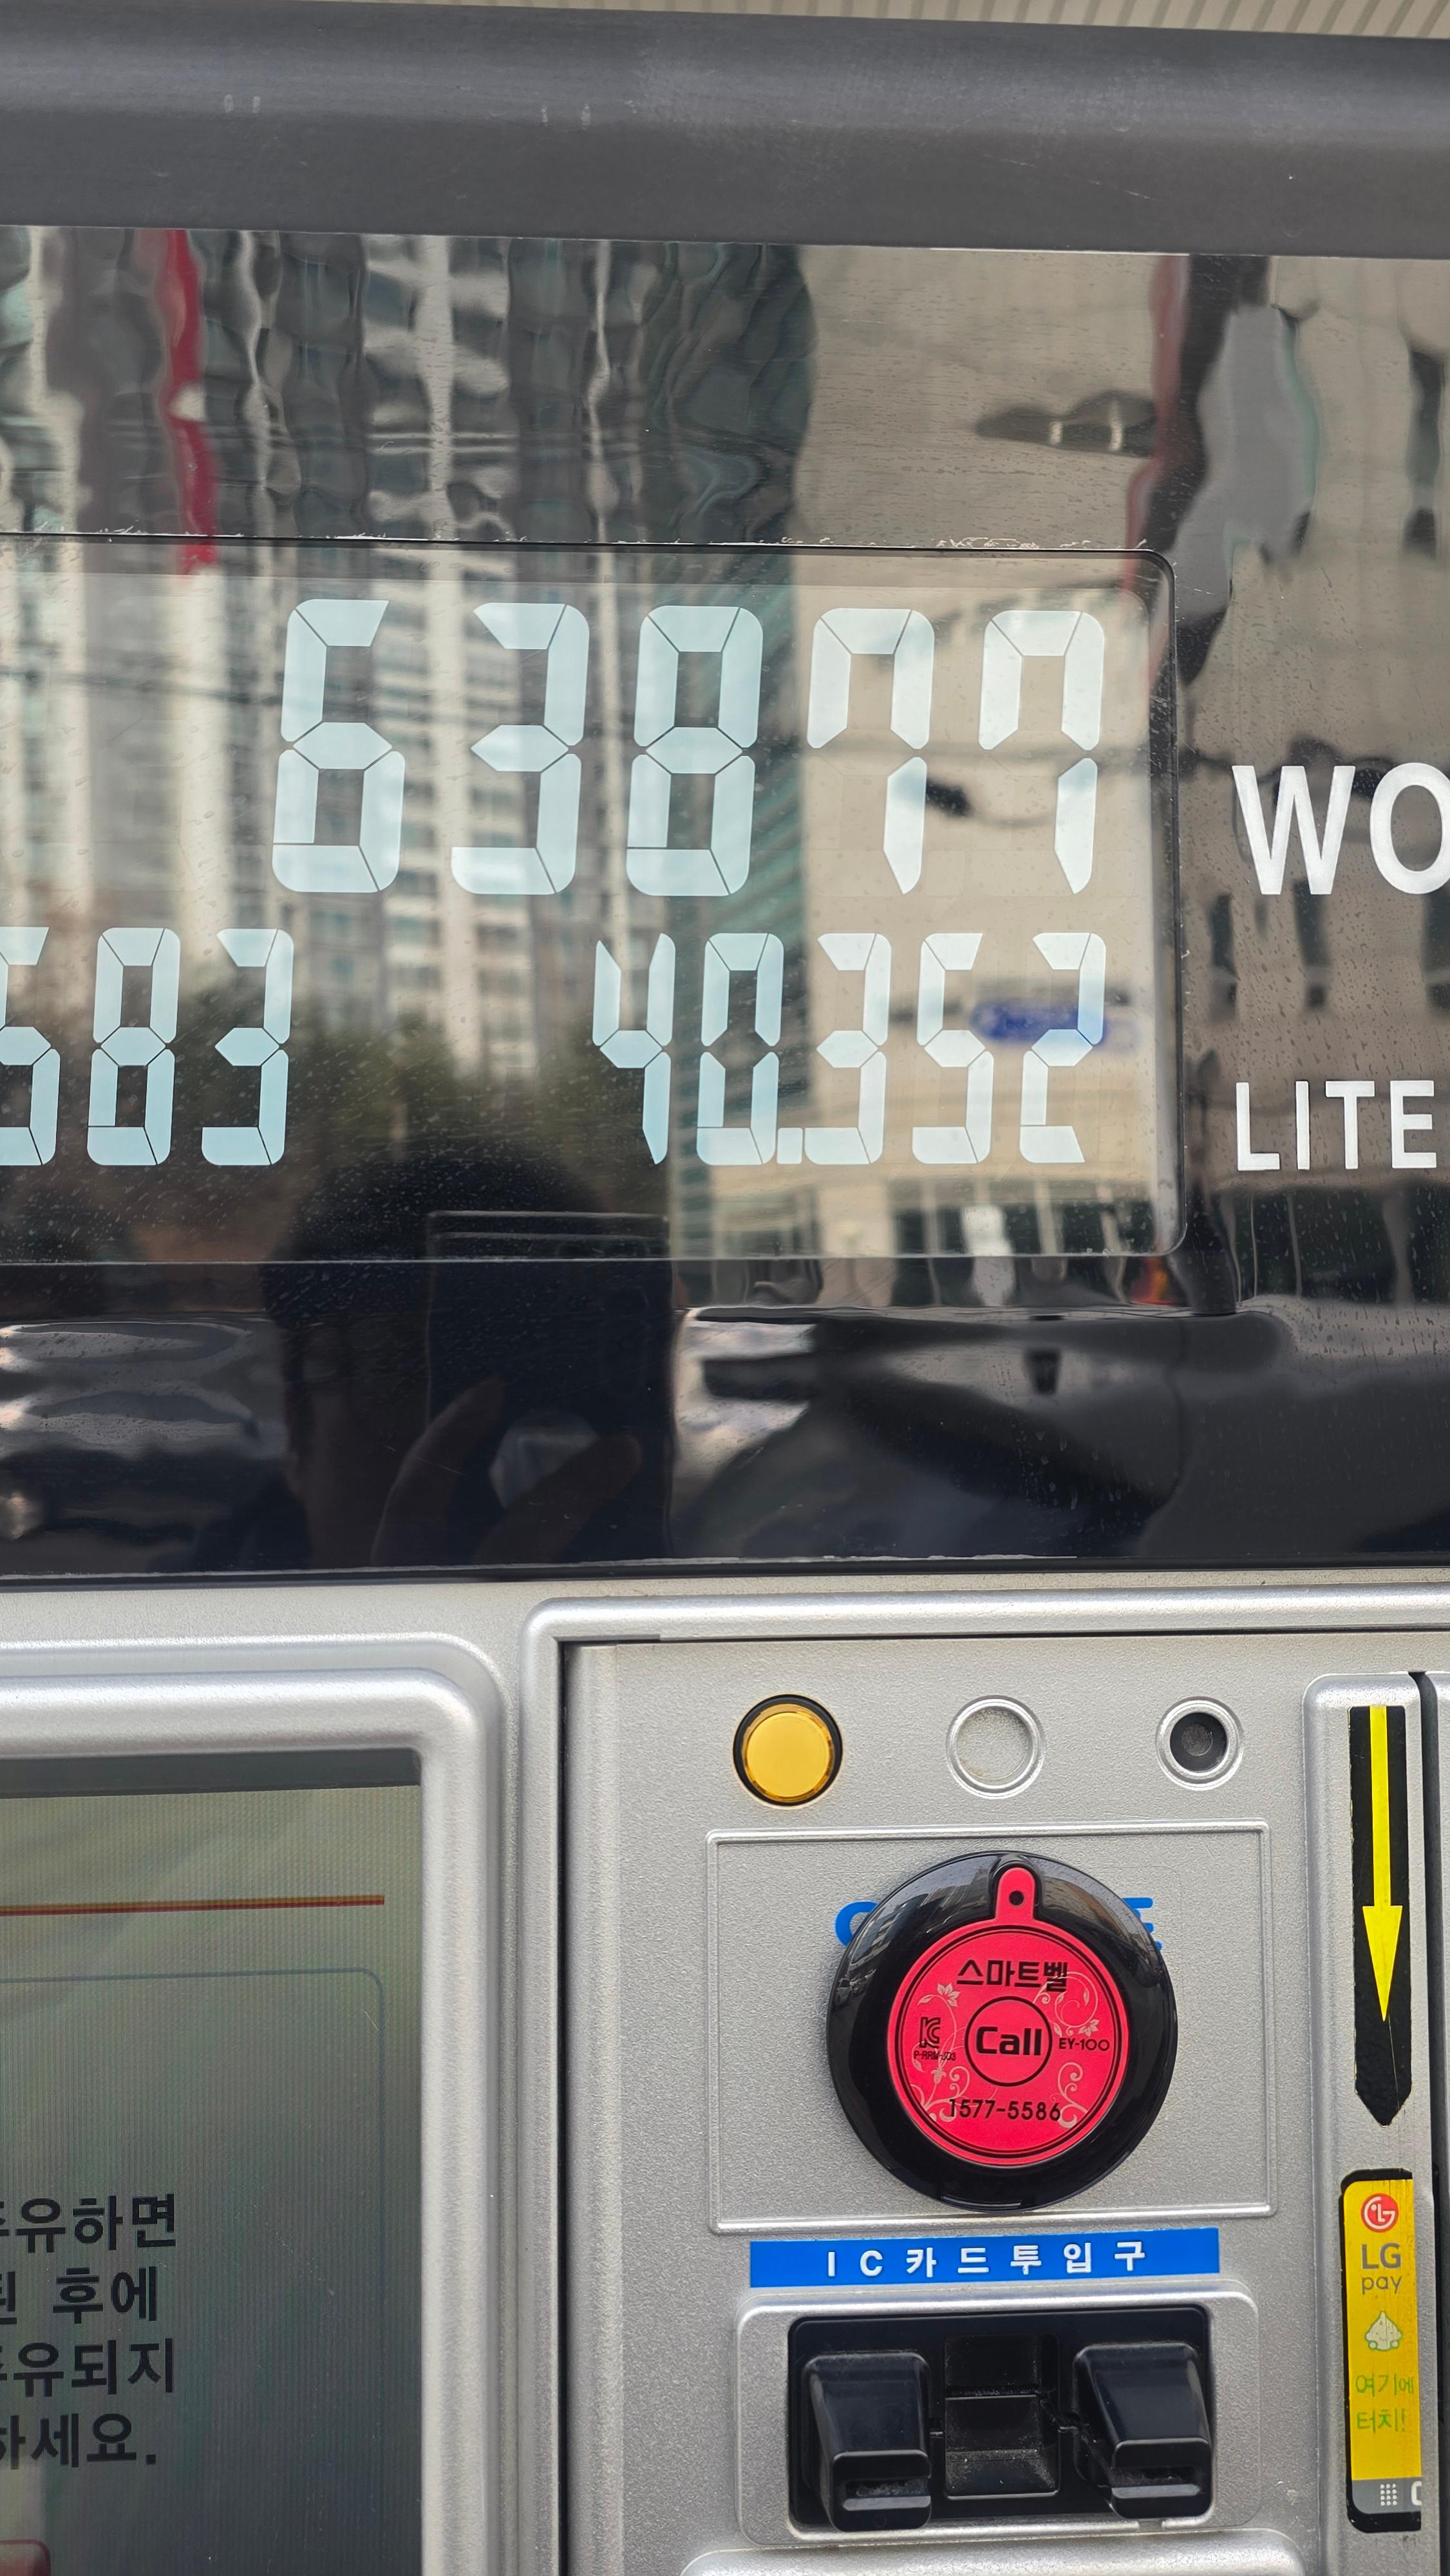 63877
WO
583 40.352
LITE
스마트벨
Call
EY-100
1577-5586
유하면
후에
유되지
하세요.
IC카드투입구
LG
pay
여기에
터치!